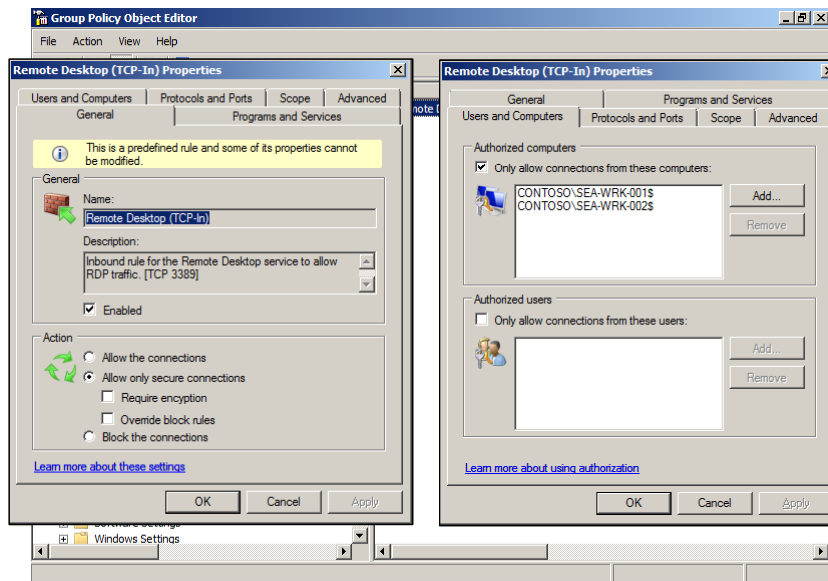 Group Policy Object Editor
File Action View Help
Remote Desktop (TCP-In) Properties
Users and Computers Protocols and Ports Scope Advanced
General Programs and Services
This is a predefined rule and some of its properties cannot
be modified.
General
Name:
Remote Desktop (TCP-In)
Description:
Inbound rule for the Remote Desktop service to allow
RDP traffic. [TCP 3389]
Enabled
Action
Allow the connections
Allow only secure connections
Require encyption
Override block rules
Block the connections
Learn more about these settings
OK Cancel Apply
Remote Desktop (TCP-In) Properties
General Programs and Services
Users and Computers Protocols and Ports Scope Advanced
Authorized computers
Only allow connections from these computers:
CONTOSO\SEA-WRK-001$
CONTOSO\SEA-WRK-002$
Add...
Remove
Authorized users
Only allow connections from these users:
Add...
Remove
Learn more about using authorization
OK Cancel Apply
Software Settings
Windows Settings